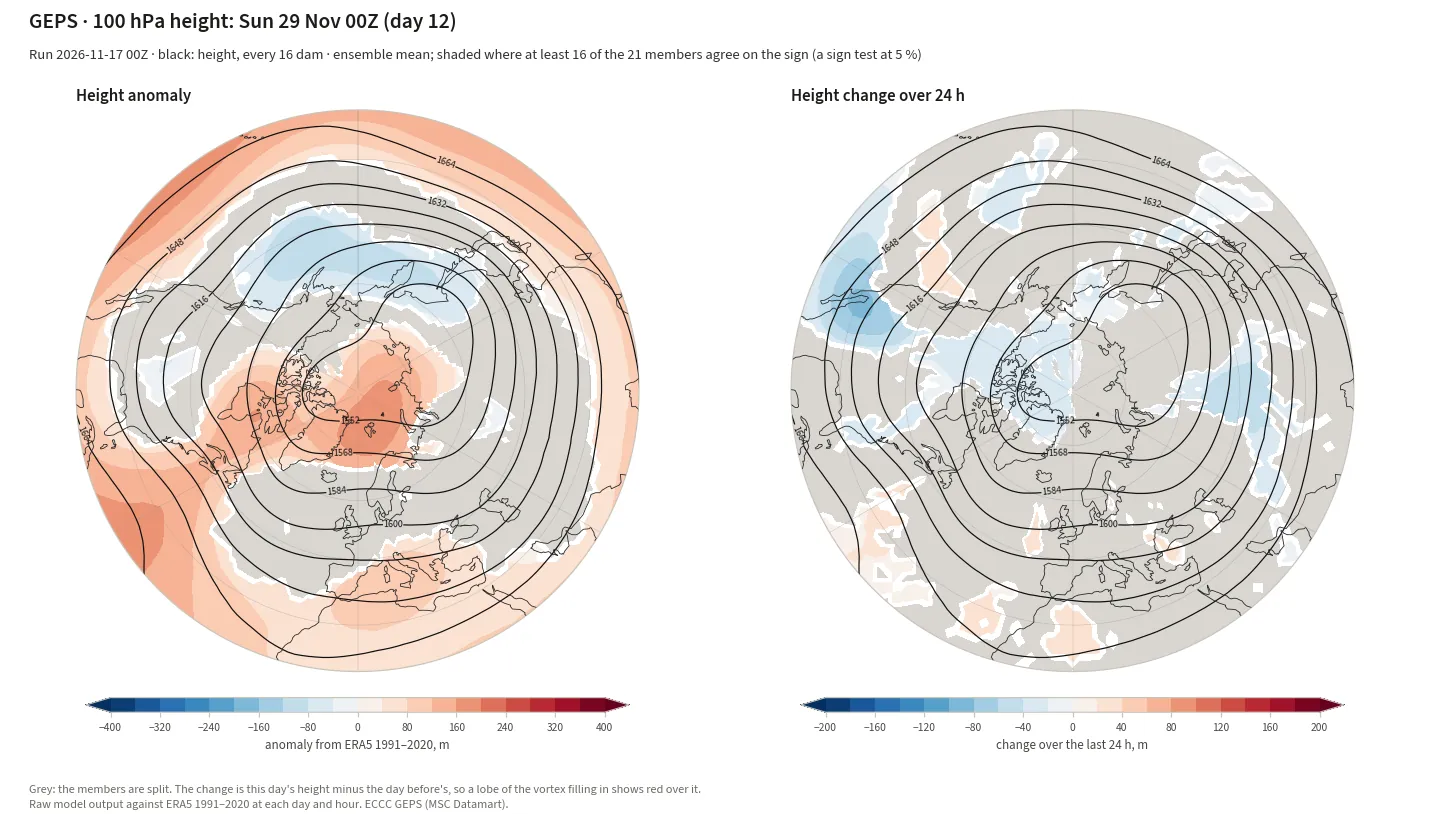 GEPS · 100 hPa height: Sun 29 Nov 00Z (day 12)
Run 2026-11-17 00Z · black: height, every 16 dam · ensemble mean; shaded where at least 16 of the 21 members agree on the sign (a sign test at 5 %)
Height anomaly
Height change over 24 h
1664
1632
1648
1616
1552
1568
1584
1600
1664
1632
1648
1616
1552
1568
1584
1600
−400 −320 −240 −160 −80 0 80 160 240 320 400
anomaly from ERA5 1991–2020, m
−200 −160 −120 −80 −40 0 40 80 120 160 200
change over the last 24 h, m
Grey: the members are split. The change is this day's height minus the day before's, so a lobe of the vortex filling in shows red over it.
Raw model output against ERA5 1991–2020 at each day and hour. ECCC GEPS (MSC Datamart).